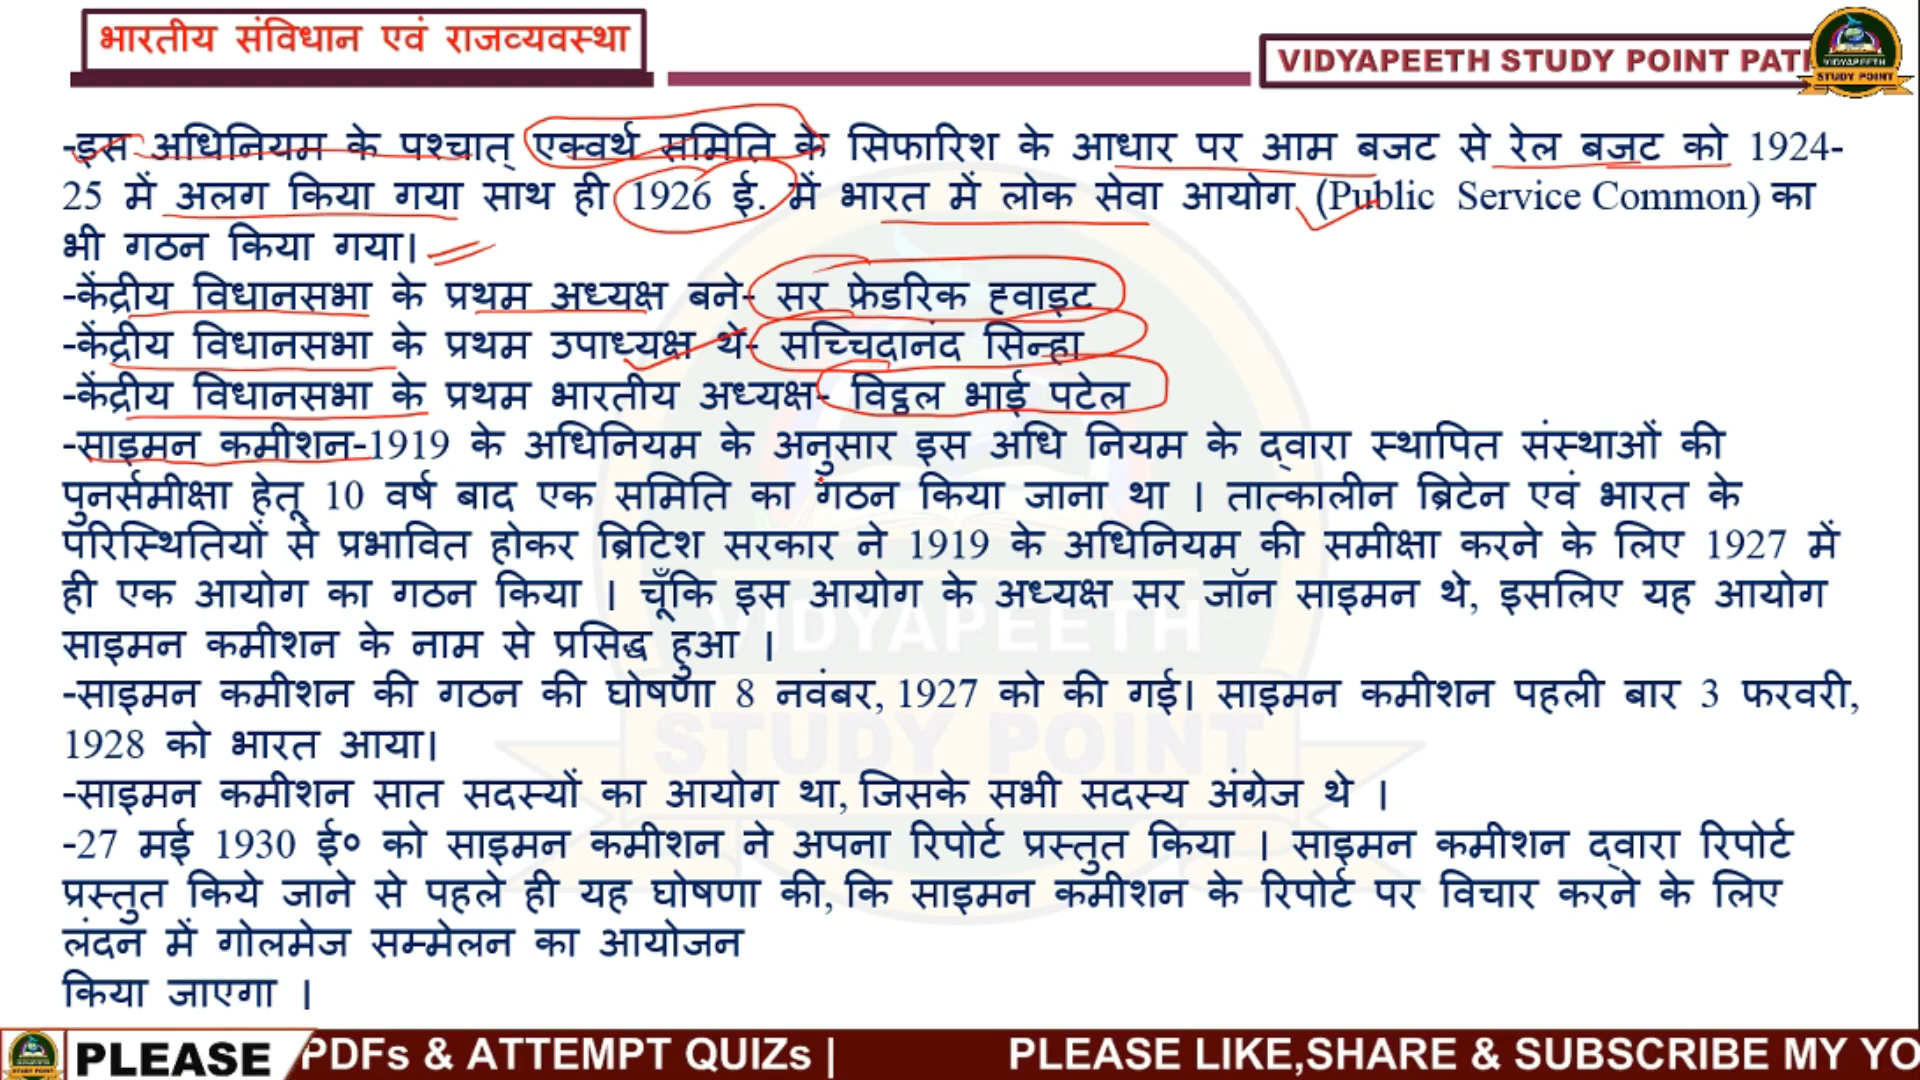 भारतीय संविधान एवं राजव्यवस्था
VIDYAPEETH STUDY POINT
VIDYAPEETH
STUDY POINT
-इस अधिनियम के पश्चात् एक्वर्थ समिति के सिफारिश के आधार पर आम बजट से रेल बजट को 1924-
25 में अलग किया गया साथ ही 1926 ई. में भारत में लोक सेवा आयोग (Public Service Common) का
भी गठन किया गया।
-केंद्रीय विधानसभा के प्रथम अध्यक्ष बने- सर फ्रेडरिक ह्वाइट
-केंद्रीय विधानसभा के प्रथम उपाध्यक्ष थे- सच्चिदानंद सिन्हा
-केंद्रीय विधानसभा के प्रथम भारतीय अध्यक्ष- विट्ठल भाई पटेल
-साइमन कमीशन-1919 के अधिनियम के अनुसार इस अधि नियम के द्वारा स्थापित संस्थाओं की
पुनर्समीक्षा हेतू 10 वर्ष बाद एक समिति का गठन किया जाना था । तात्कालीन ब्रिटेन एवं भारत के
परिस्थितियों से प्रभावित होकर ब्रिटिश सरकार ने 1919 के अधिनियम की समीक्षा करने के लिए 1927 में
ही एक आयोग का गठन किया । चूँकि इस आयोग के अध्यक्ष सर जॉन साइमन थे, इसलिए यह आयोग
साइमन कमीशन के नाम से प्रसिद्ध हुआ ।
-साइमन कमीशन की गठन की घोषणा 8 नवंबर, 1927 को की गई। साइमन कमीशन पहली बार 3 फरवरी,
1928 को भारत आया।
-साइमन कमीशन सात सदस्यों का आयोग था, जिसके सभी सदस्य अंग्रेज थे ।
-27 मई 1930 ई० को साइमन कमीशन ने अपना रिपोर्ट प्रस्तुत किया । साइमन कमीशन द्वारा रिपोर्ट
प्रस्तुत किये जाने से पहले ही यह घोषणा की, कि साइमन कमीशन के रिपोर्ट पर विचार करने के लिए
लंदन में गोलमेज सम्मेलन का आयोजन
किया जाएगा ।
VIDYAPEETH
STUDY POINT
PLEASE PDFs & ATTEMPT QUIZs | PLEASE LIKE,SHARE & SUBSCRIBE MY YO